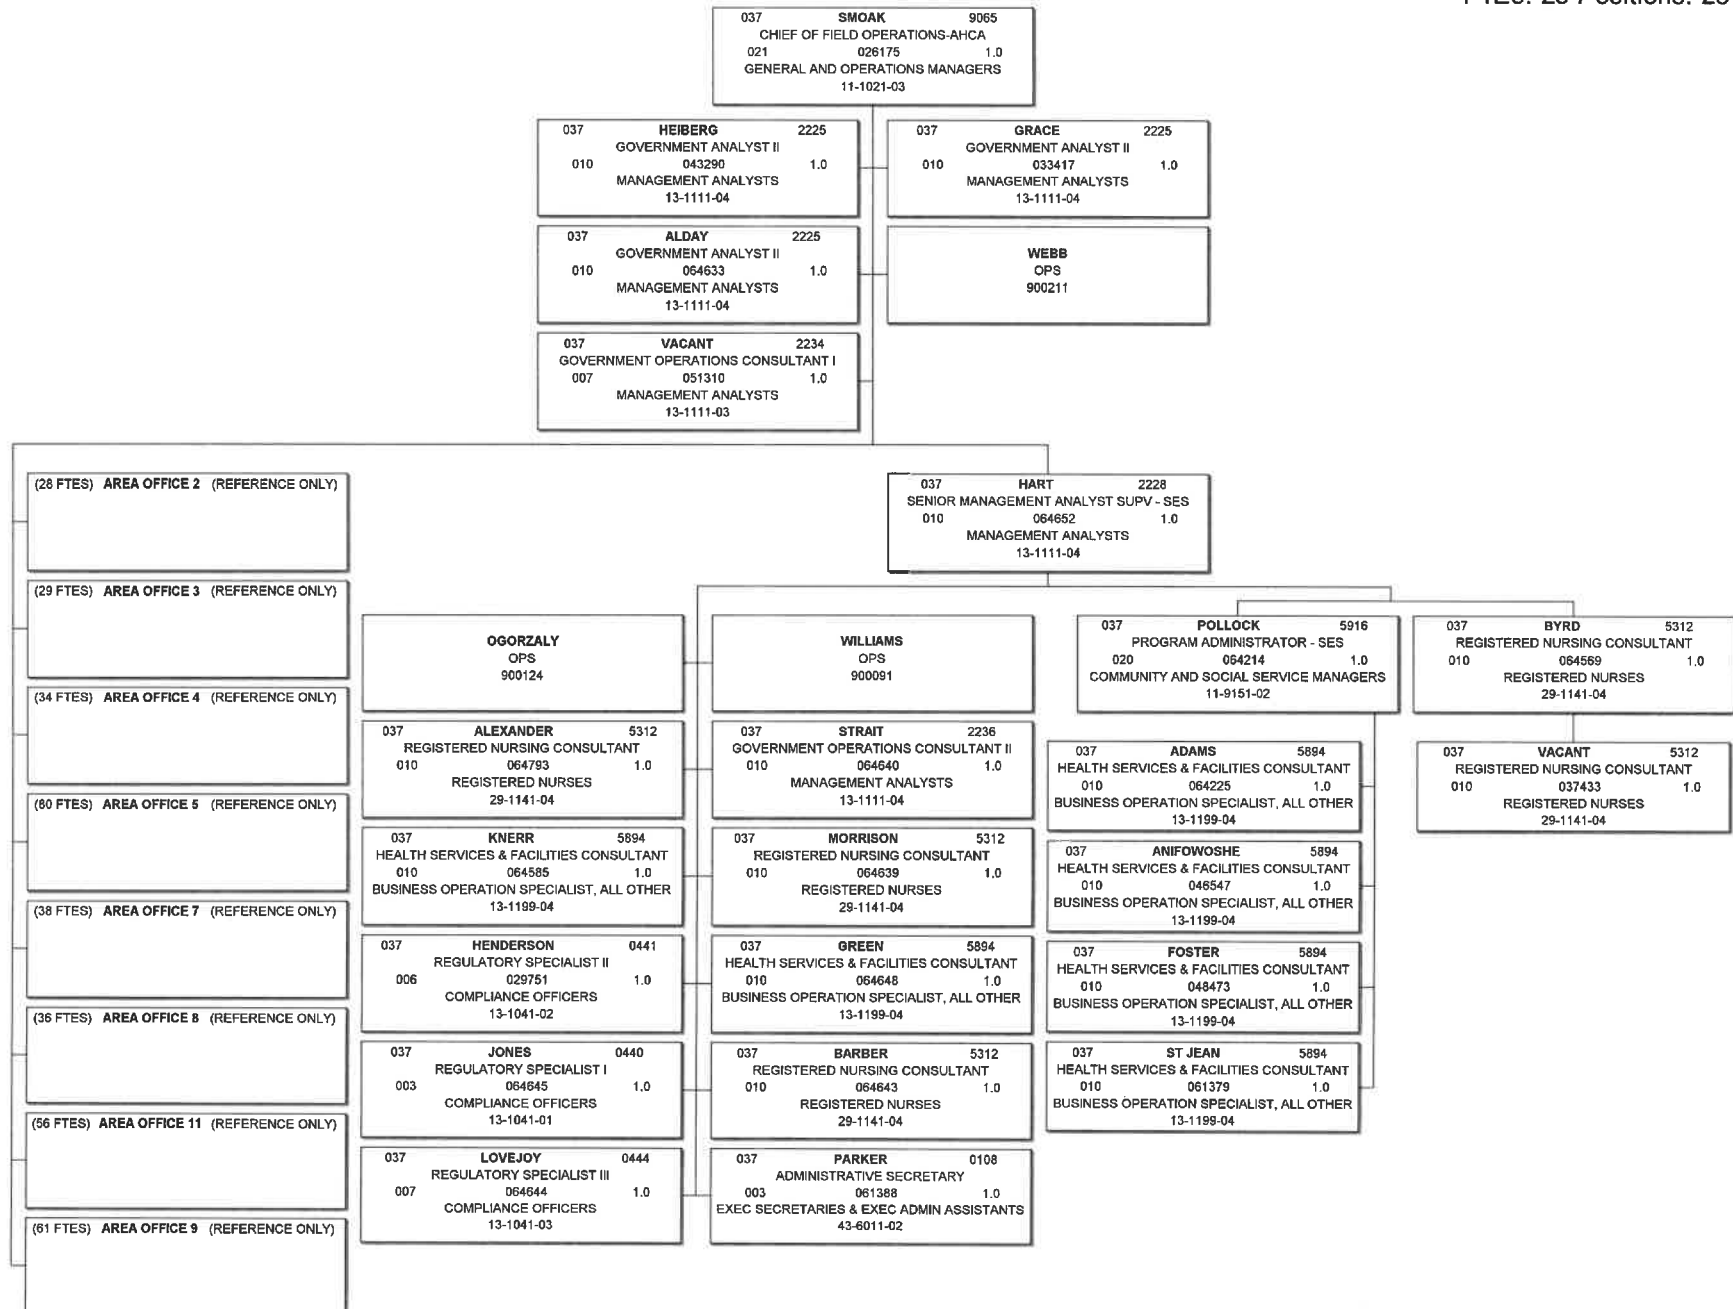 037 SMOAK 9065
CHIEF OF FIELD OPERATIONS-AHCA
021 026175 1.0
GENERAL AND OPERATIONS MANAGERS
11-1021-03
037 HEIBERG 2225
GOVERNMENT ANALYST II
010 043290 1.0
MANAGEMENT ANALYSTS
13-1111-04
037 GRACE 2225
GOVERNMENT ANALYST II
010 033417 1.0
MANAGEMENT ANALYSTS
13-1111-04
037 ALDAY 2225
GOVERNMENT ANALYST II
010 064633 1.0
MANAGEMENT ANALYSTS
13-1111-04
WEBB
OPS
900211
037 VACANT 2234
GOVERNMENT OPERATIONS CONSULTANT I
007 051310 1.0
MANAGEMENT ANALYSTS
13-1111-03
(28 FTES) AREA OFFICE 2 (REFERENCE ONLY)
(29 FTES) AREA OFFICE 3 (REFERENCE ONLY)
(34 FTES) AREA OFFICE 4 (REFERENCE ONLY)
(60 FTES) AREA OFFICE 5 (REFERENCE ONLY)
(38 FTES) AREA OFFICE 7 (REFERENCE ONLY)
(36 FTES) AREA OFFICE 8 (REFERENCE ONLY)
(56 FTES) AREA OFFICE 11 (REFERENCE ONLY)
(61 FTES) AREA OFFICE 9 (REFERENCE ONLY)
037 HART 2228
SENIOR MANAGEMENT ANALYST SUPV - SES
010 064652 1.0
MANAGEMENT ANALYSTS
13-1111-04
OGORZALY
OPS
900124
WILLIAMS
OPS
900091
037 ALEXANDER 5312
REGISTERED NURSING CONSULTANT
010 064793 1.0
REGISTERED NURSES
29-1141-04
037 STRAIT 2236
GOVERNMENT OPERATIONS CONSULTANT II
010 064640 1.0
MANAGEMENT ANALYSTS
13-1111-04
037 KNERR 5894
HEALTH SERVICES & FACILITIES CONSULTANT
010 064585 1.0
BUSINESS OPERATION SPECIALIST, ALL OTHER
13-1199-04
037 MORRISON 5312
REGISTERED NURSING CONSULTANT
010 064639 1.0
REGISTERED NURSES
29-1141-04
037 HENDERSON 0441
REGULATORY SPECIALIST II
006 029751 1.0
COMPLIANCE OFFICERS
13-1041-02
037 GREEN 5894
HEALTH SERVICES & FACILITIES CONSULTANT
010 064648 1.0
BUSINESS OPERATION SPECIALIST, ALL OTHER
13-1199-04
037 JONES 0440
REGULATORY SPECIALIST I
003 064645 1.0
COMPLIANCE OFFICERS
13-1041-01
037 BARBER 5312
REGISTERED NURSING CONSULTANT
010 064643 1.0
REGISTERED NURSES
29-1141-04
037 LOVEJOY 0444
REGULATORY SPECIALIST III
007 064644 1.0
COMPLIANCE OFFICERS
13-1041-03
037 PARKER 0108
ADMINISTRATIVE SECRETARY
003 061388 1.0
EXEC SECRETARIES & EXEC ADMIN ASSISTANTS
43-6011-02
037 POLLOCK 5916
PROGRAM ADMINISTRATOR - SES
020 064214 1.0
COMMUNITY AND SOCIAL SERVICE MANAGERS
11-9151-02
037 BYRD 5312
REGISTERED NURSING CONSULTANT
010 064569 1.0
REGISTERED NURSES
29-1141-04
037 ADAMS 5894
HEALTH SERVICES & FACILITIES CONSULTANT
010 064225 1.0
BUSINESS OPERATION SPECIALIST, ALL OTHER
13-1199-04
037 VACANT 5312
REGISTERED NURSING CONSULTANT
010 037433 1.0
REGISTERED NURSES
29-1141-04
037 ANIFOWOSHE 5894
HEALTH SERVICES & FACILITIES CONSULTANT
010 046547 1.0
BUSINESS OPERATION SPECIALIST, ALL OTHER
13-1199-04
037 FOSTER 5894
HEALTH SERVICES & FACILITIES CONSULTANT
010 048473 1.0
BUSINESS OPERATION SPECIALIST, ALL OTHER
13-1199-04
037 ST JEAN 5894
HEALTH SERVICES & FACILITIES CONSULTANT
010 061379 1.0
BUSINESS OPERATION SPECIALIST, ALL OTHER
13-1199-04